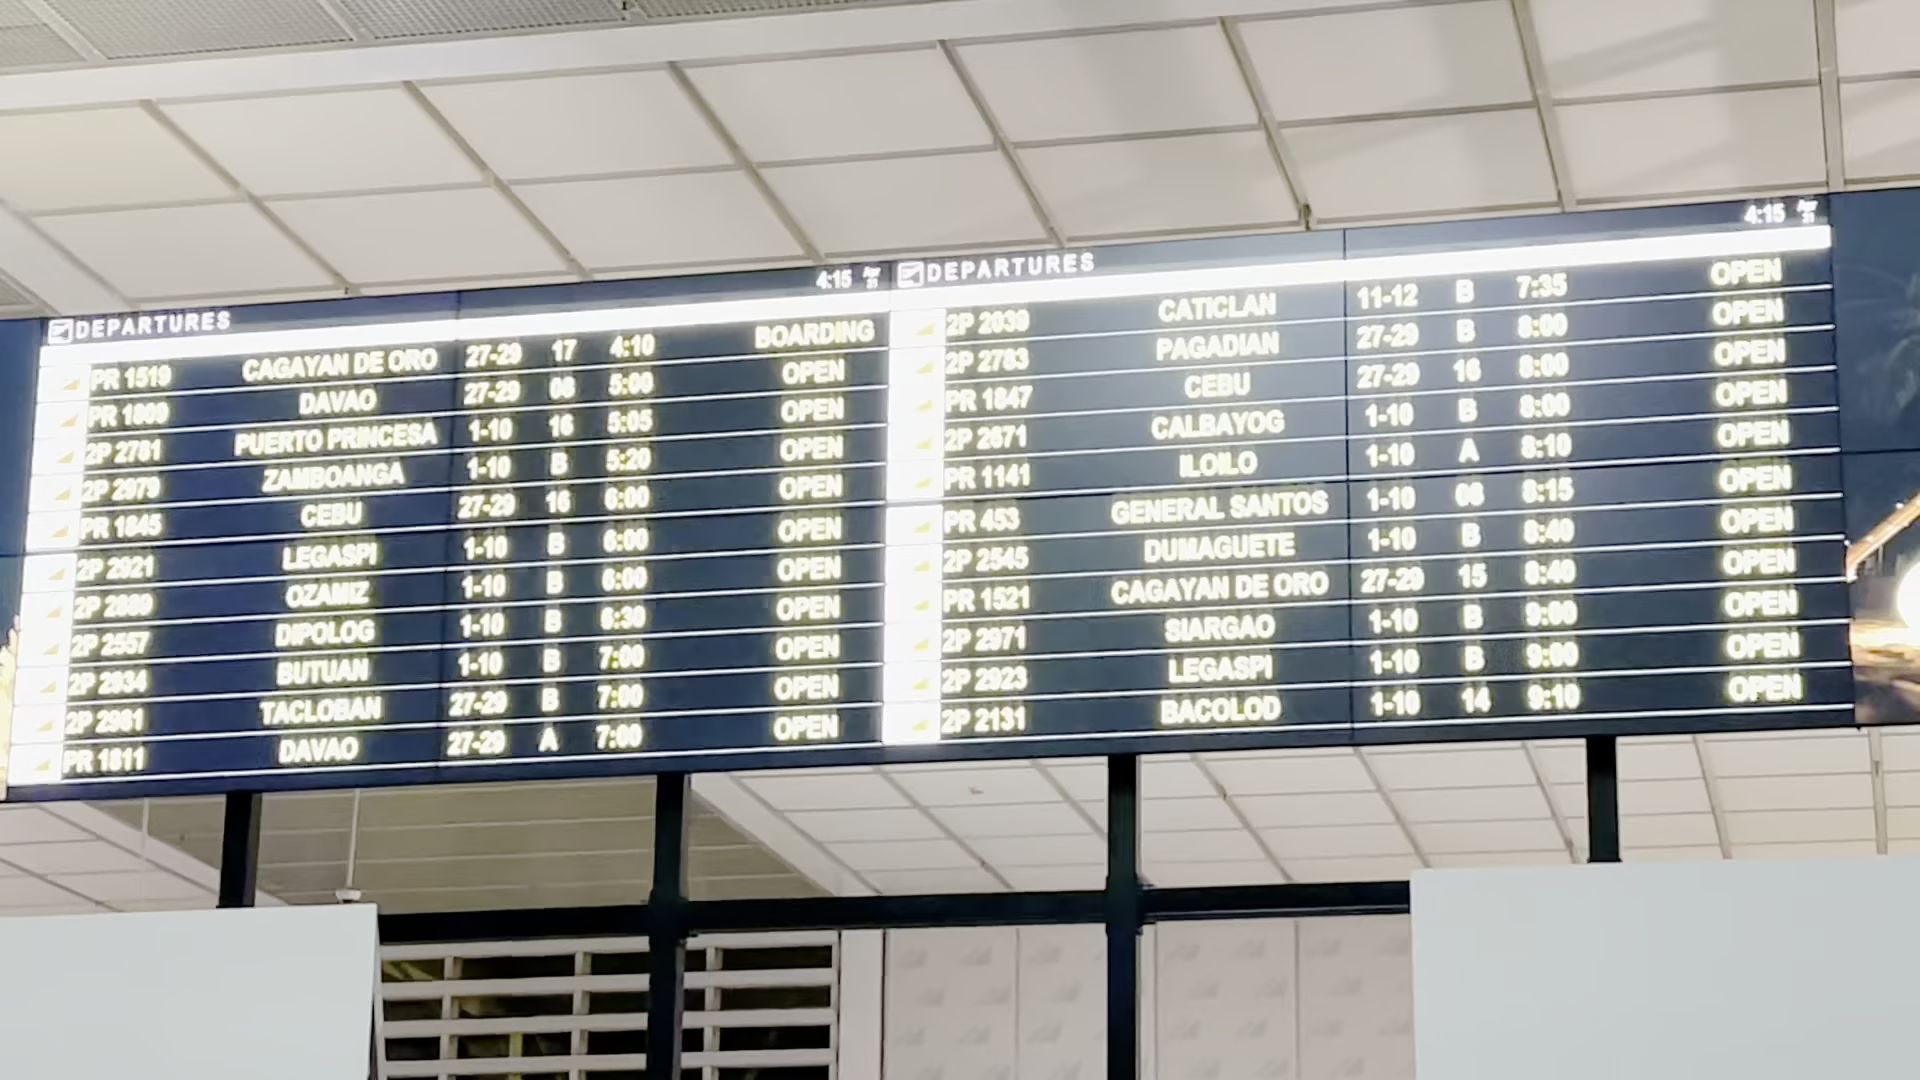 DEPARTURES 4:15 Apr
PR 1519 CAGAYAN DE ORO 27-29 17 4:10 BOARDING
PR 1809 DAVAO 27-29 08 5:00 OPEN
2P 2781 PUERTO PRINCESA 1-10 16 5:05 OPEN
2P 2979 ZAMBOANGA 1-10 B 5:20 OPEN
PR 1845 CEBU 27-29 16 6:00 OPEN
2P 2921 LEGASPI 1-10 B 6:00 OPEN
2P OZAMIZ 1-10 B 6:00 OPEN
2P 2557 DIPOLOG 1-10 B 6:30 OPEN
2P 2934 BUTUAN 1-10 B 7:00 OPEN
2P 2981 TACLOBAN 27-29 B 7:00 OPEN
PR 1811 DAVAO 27-29 A 7:00 OPEN
DEPARTURES 4:15 Apr
2P 2039 CATICLAN 11-12 B 7:35 OPEN
2P 2783 PAGADIAN 27-29 B 8:00 OPEN
PR 1847 CEBU 27-29 16 8:00 OPEN
2P 2671 CALBAYOG 1-10 B 8:00 OPEN
PR 1141 ILOILO 1-10 A 8:10 OPEN
PR 453 GENERAL SANTOS 1-10 08 8:15 OPEN
2P 2545 DUMAGUETE 1-10 B 8:40 OPEN
PR 1521 CAGAYAN DE ORO 27-29 15 8:40 OPEN
2P 2971 SIARGAO 1-10 B 9:00 OPEN
2P 2923 LEGASPI 1-10 B 9:00 OPEN
2P 2131 BACOLOD 1-10 14 9:10 OPEN